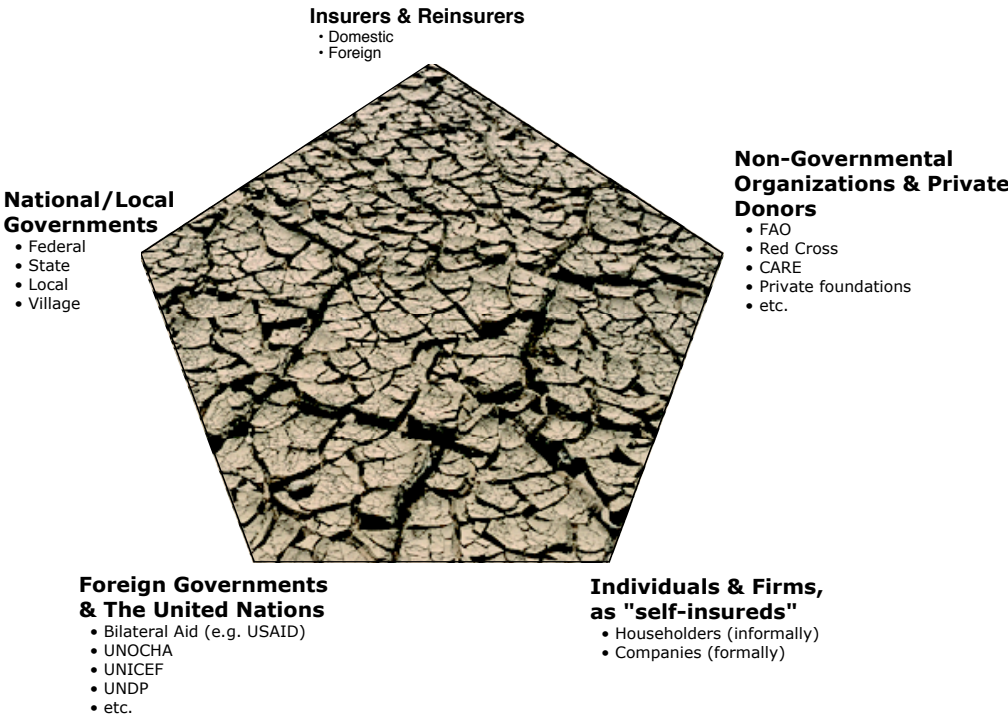 Insurers & Reinsurers
• Domestic
• Foreign
National/Local
Governments
• Federal
• State
• Local
• Village
Non-Governmental
Organizations & Private
Donors
• FAO
• Red Cross
• CARE
• Private foundations
• etc.
Foreign Governments
& The United Nations
• Bilateral Aid (e.g. USAID)
• UNOCHA
• UNICEF
• UNDP
• etc.
Individuals & Firms,
as "self-insureds"
• Householders (informally)
• Companies (formally)